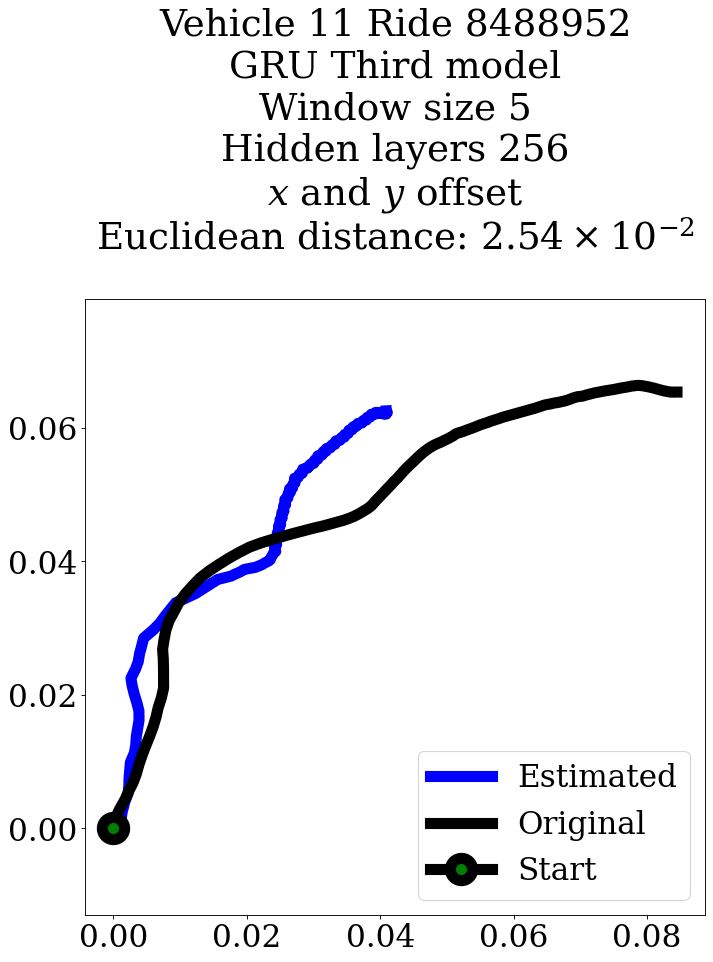 Vehicle 11 Ride 8488952
GRU Third model
Window size 5
Hidden layers 256
x and y offset
Euclidean distance: 2.54 × 10⁻²
0.06
0.04
0.02
0.00
Estimated
Original
Start
0.00 0.02 0.04 0.06 0.08